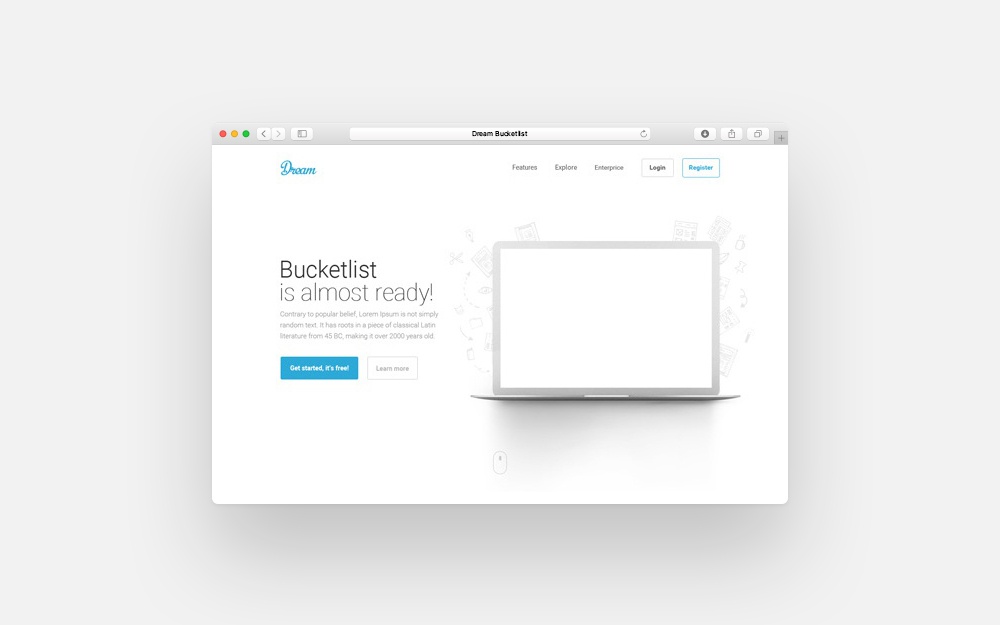 Dream Bucketlist
Dream
Features Explore Enterprice Login Register
Bucketlist
is almost ready!
Contrary to popular belief, Lorem Ipsum is not simply
random text. It has roots in a piece of classical Latin
literature from 45 BC, making it over 2000 years old.
Get started, it's free! Learn more